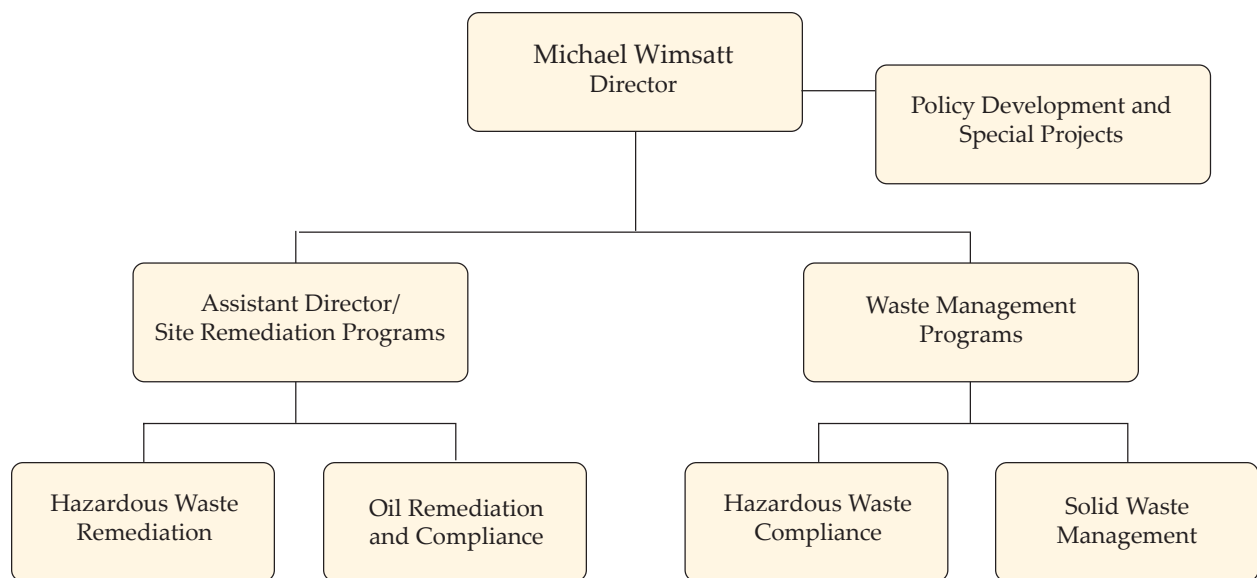 Michael Wimsatt
Director
Policy Development and
Special Projects
Assistant Director/
Site Remediation Programs
Waste Management
Programs
Hazardous Waste
Remediation
Oil Remediation
and Compliance
Hazardous Waste
Compliance
Solid Waste
Management